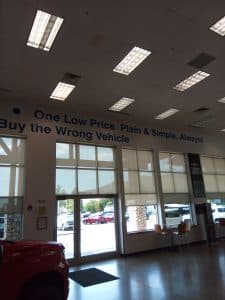 One Low Price Plain & Simple, Always!
Buy the Wrong Vehicle